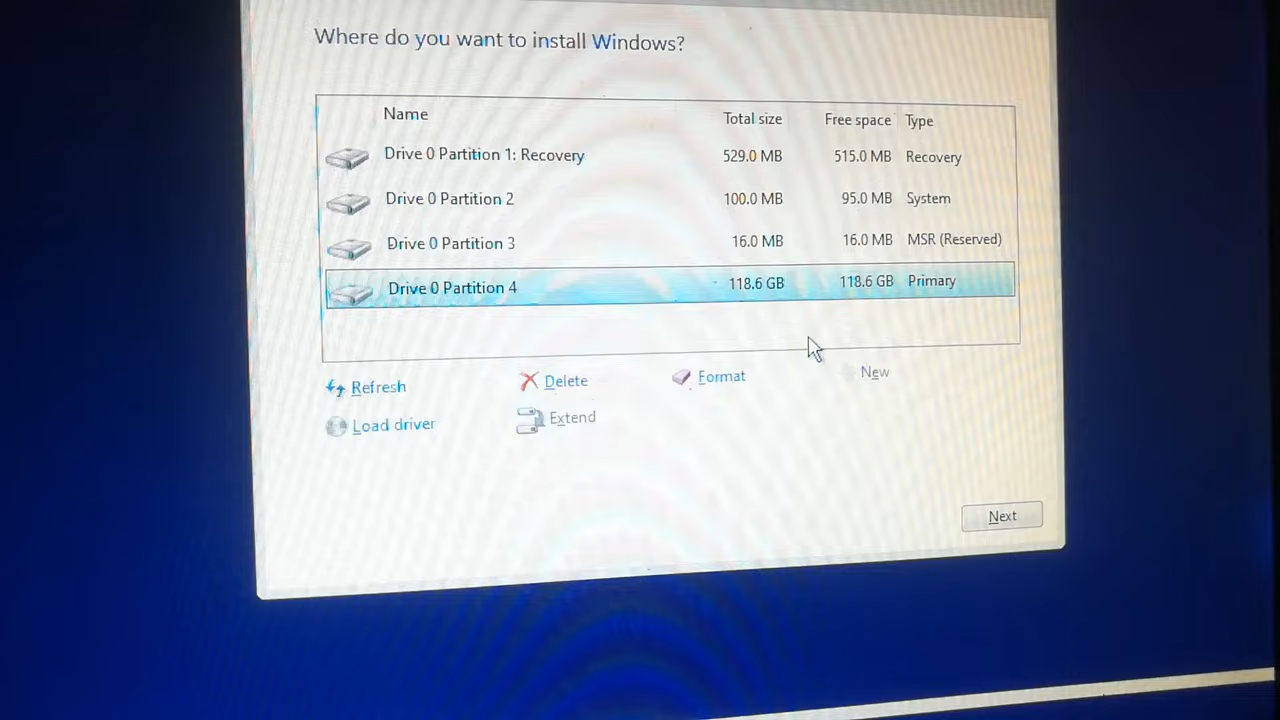 Where do you want to install Windows?
Name Total size Free space Type
Drive 0 Partition 1: Recovery 529.0 MB 515.0 MB Recovery
Drive 0 Partition 2 100.0 MB 95.0 MB System
Drive 0 Partition 3 16.0 MB 16.0 MB MSR (Reserved)
Drive 0 Partition 4 118.6 GB 118.6 GB Primary
Refresh Delete Format New
Load driver Extend
Next